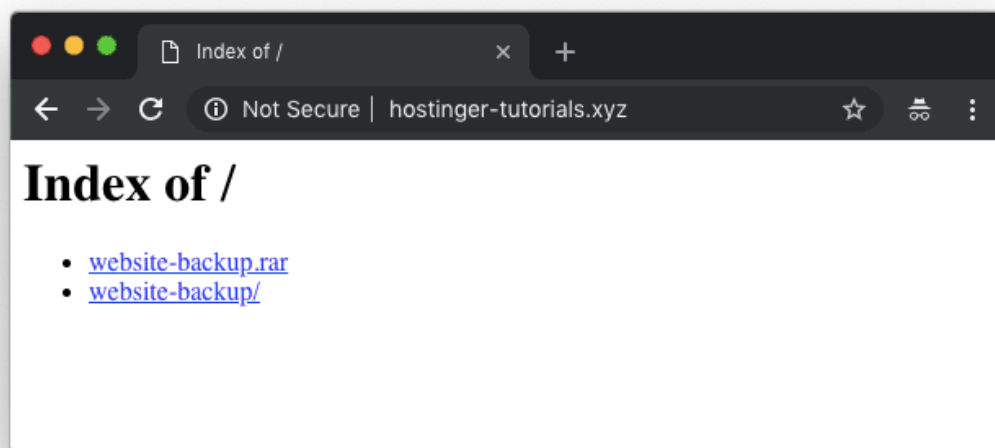 Index of /
Not Secure | hostinger-tutorials.xyz
Index of /
website-backup.rar
website-backup/